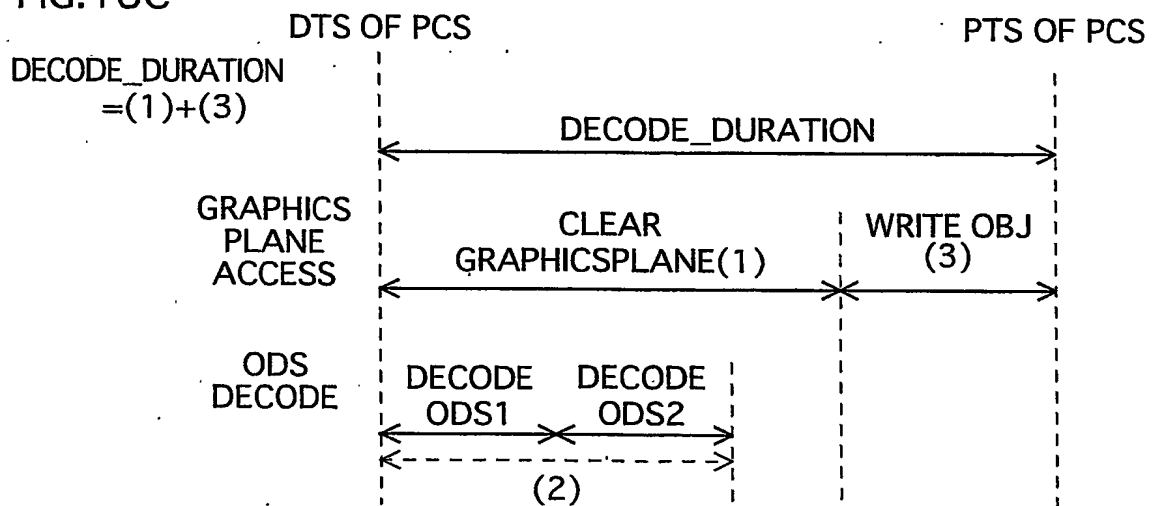 DTS OF PCS
PTS OF PCS
DECODE_DURATION
=(1)+(3)
DECODE_DURATION
GRAPHICS
PLANE
ACCESS
CLEAR
GRAPHICSPLANE(1)
WRITE OBJ
(3)
ODS
DECODE
DECODE
ODS1
DECODE
ODS2
(2)